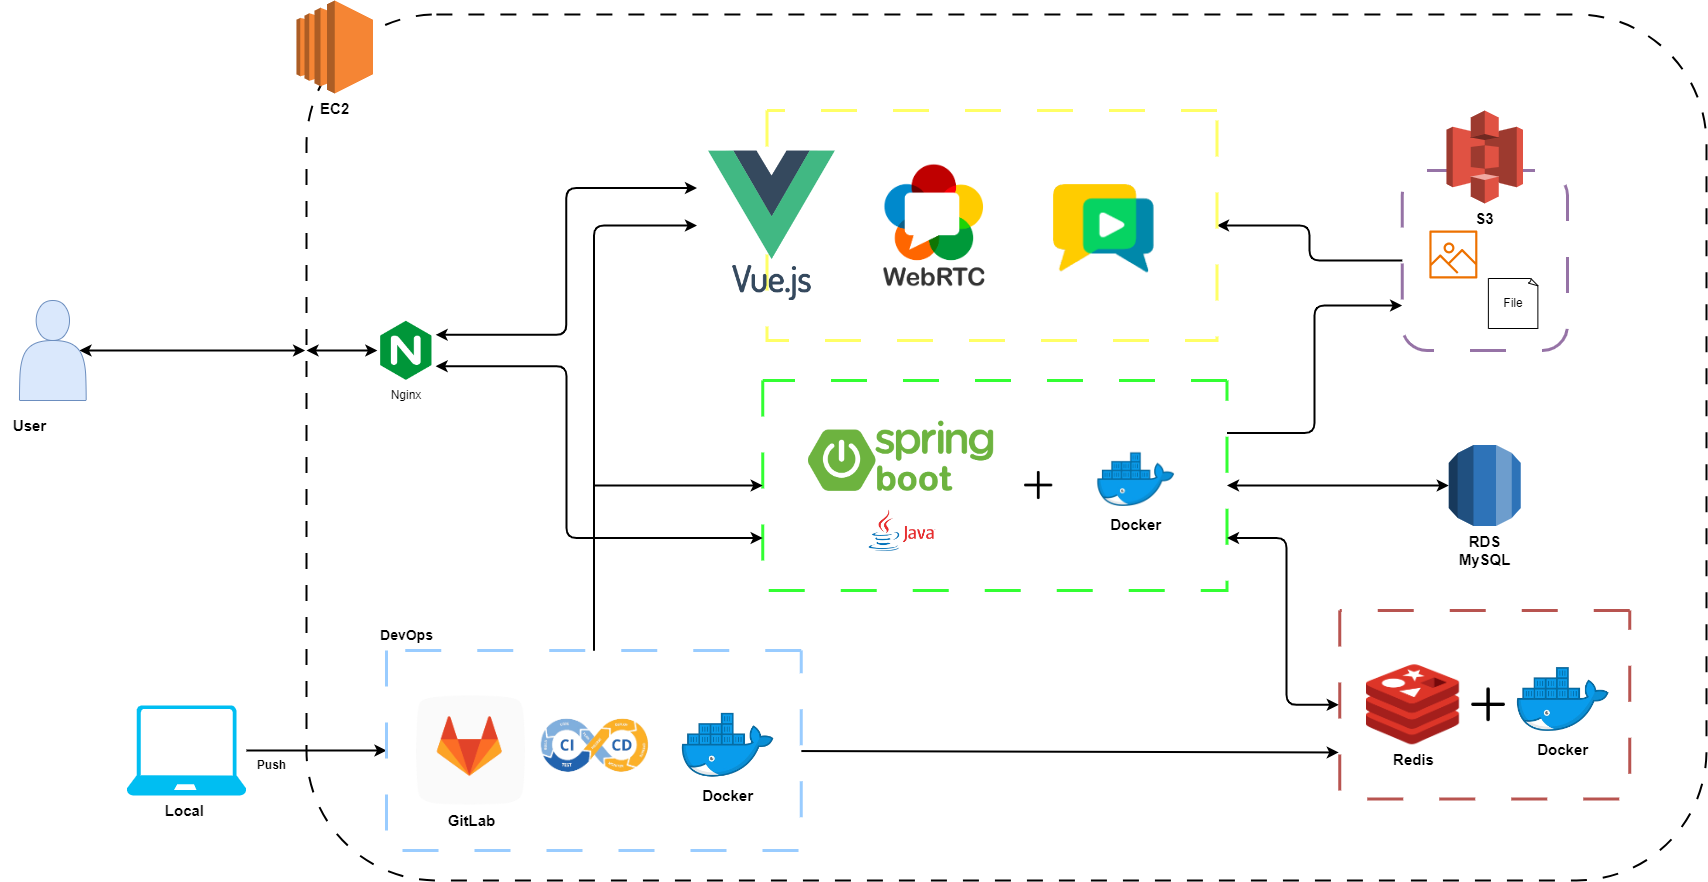 EC2
S3
File
Vue.js
WebRTC
Nginx
User
spring
boot
Java
Docker
RDS
MySQL
DevOps
Push
Local
GitLab
CI
CD
TEST
Docker
Redis
Docker